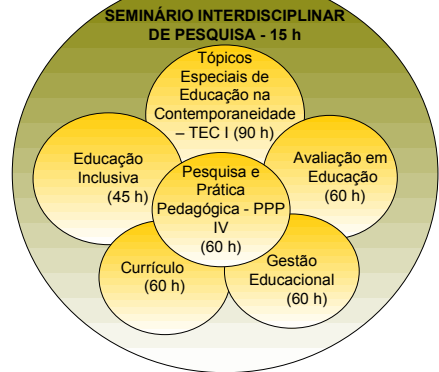 SEMINÁRIO INTERDISCIPLINAR
DE PESQUISA - 15 h
Tópicos
Especiais de
Educação na
Contemporaneidade
– TEC I (90 h)
Educação
Inclusiva
(45 h)
Pesquisa e
Prática
Pedagógica - PPP
IV
(60 h)
Avaliação em
Educação
(60 h)
Currículo
(60 h)
Gestão
Educacional
(60 h)